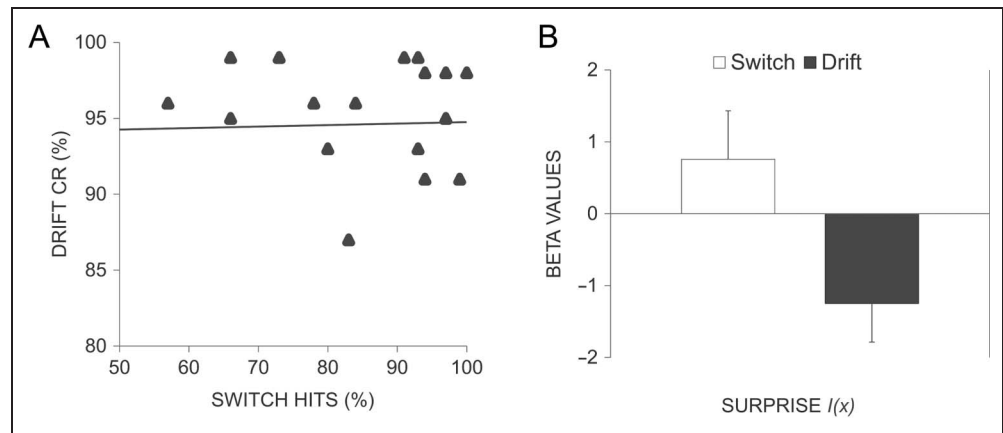 A
DRIFT CR (%)
100
95
90
85
80
50 60 70 80 90 100
SWITCH HITS (%)
B
Switch Drift
BETA VALUES
2
1
0
−1
−2
SURPRISE I(x)